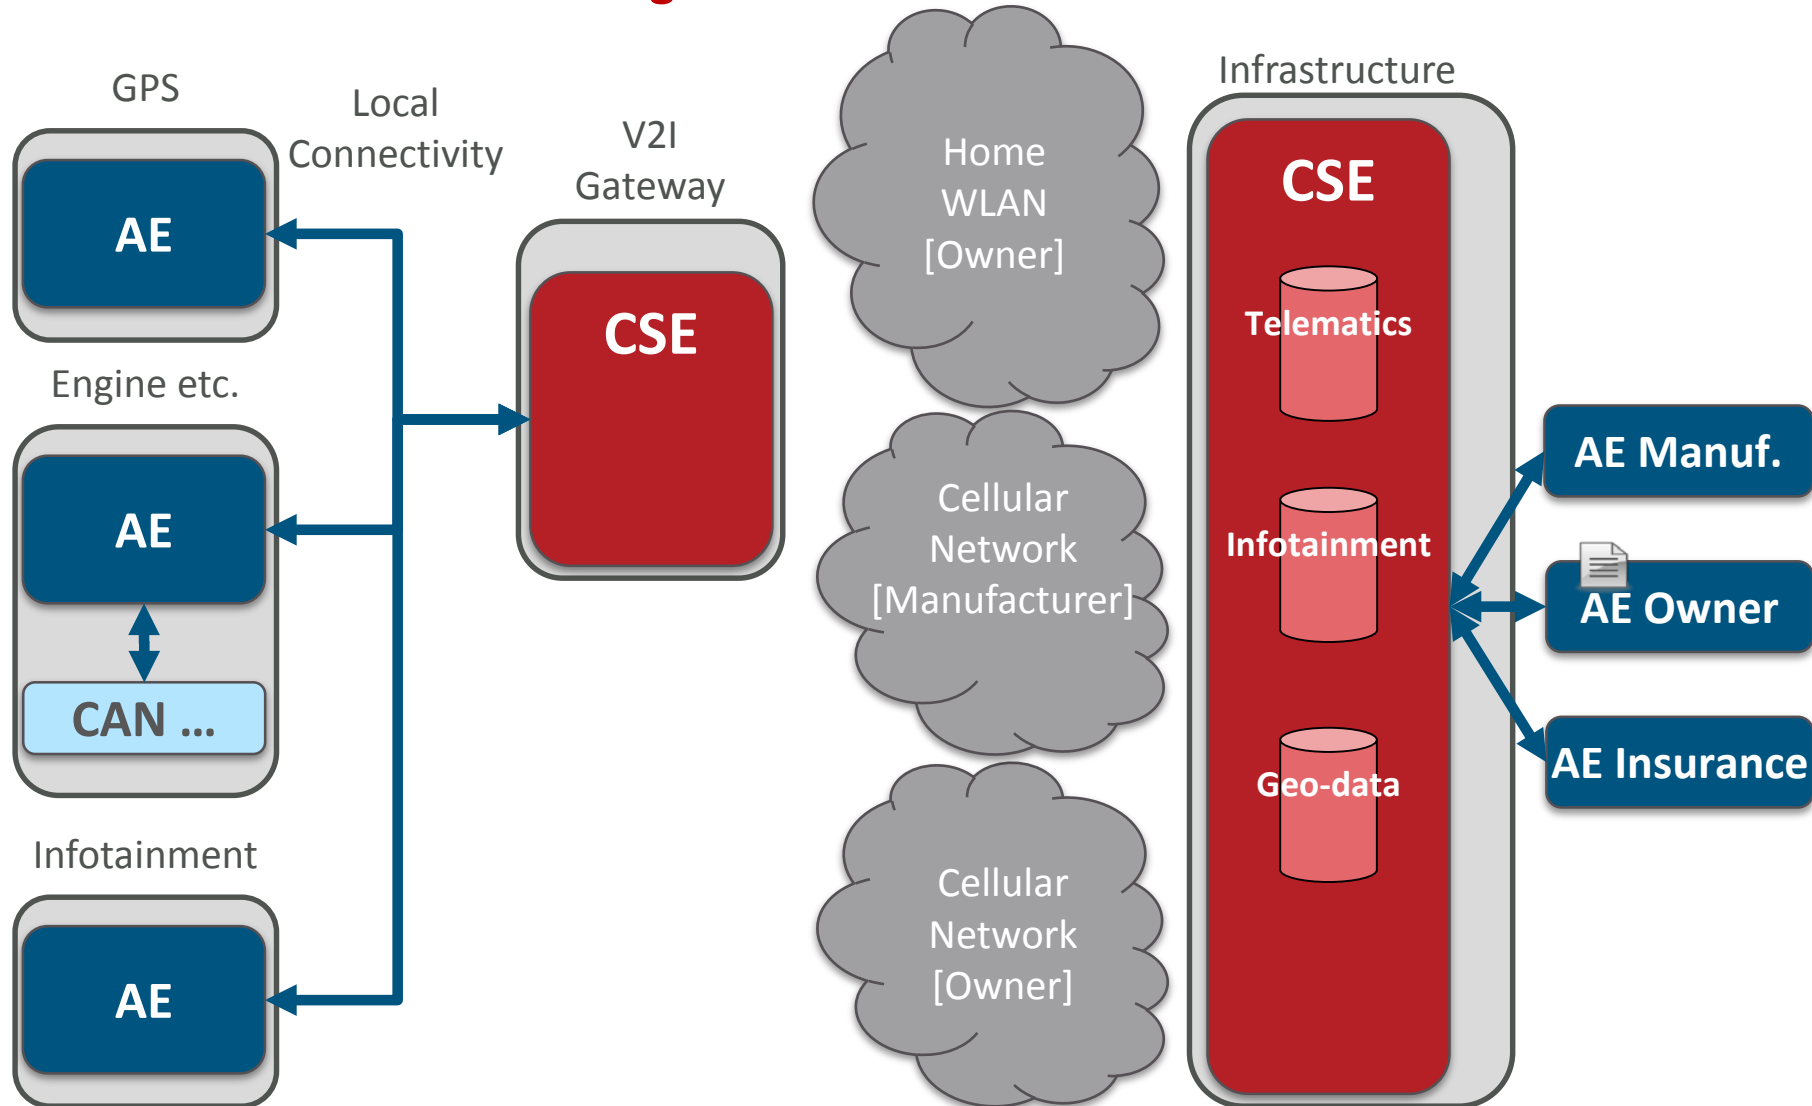 GPS
AE
Engine etc.
AE
CAN ...
Infotainment
AE
Local
Connectivity
V2I
Gateway
CSE
Home
WLAN
[Owner]
Cellular
Network
[Manufacturer]
Cellular
Network
[Owner]
Infrastructure
CSE
Telematics
Infotainment
Geo-data
AE Manuf.
AE Owner
AE Insurance